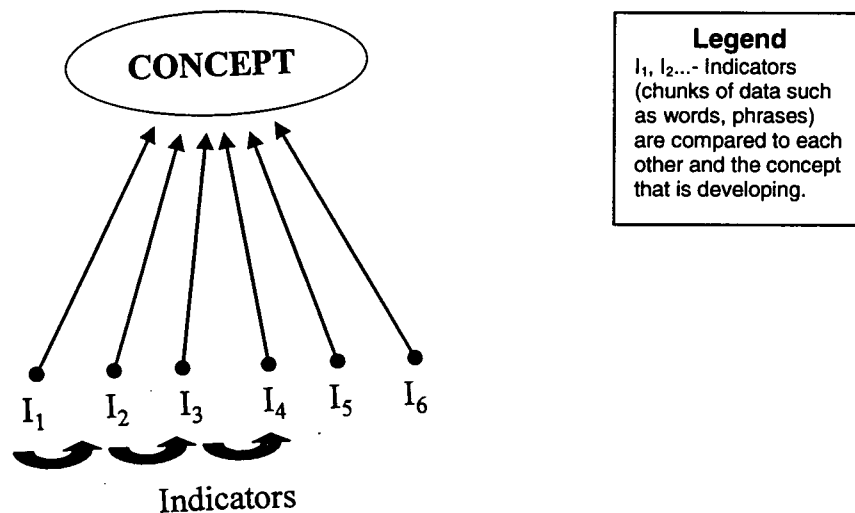 CONCEPT
Legend
I₁, I₂...- Indicators
(chunks of data such
as words, phrases)
are compared to each
other and the concept
that is developing.
I₁ I₂ I₃ I₄ I₅ I₆
Indicators